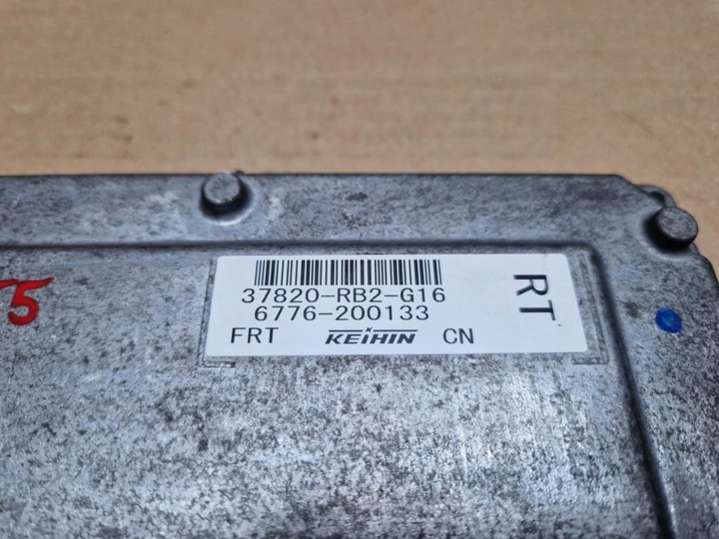 37820-RB2-G16
6776-200133
FRT KEIHIN CN
RT